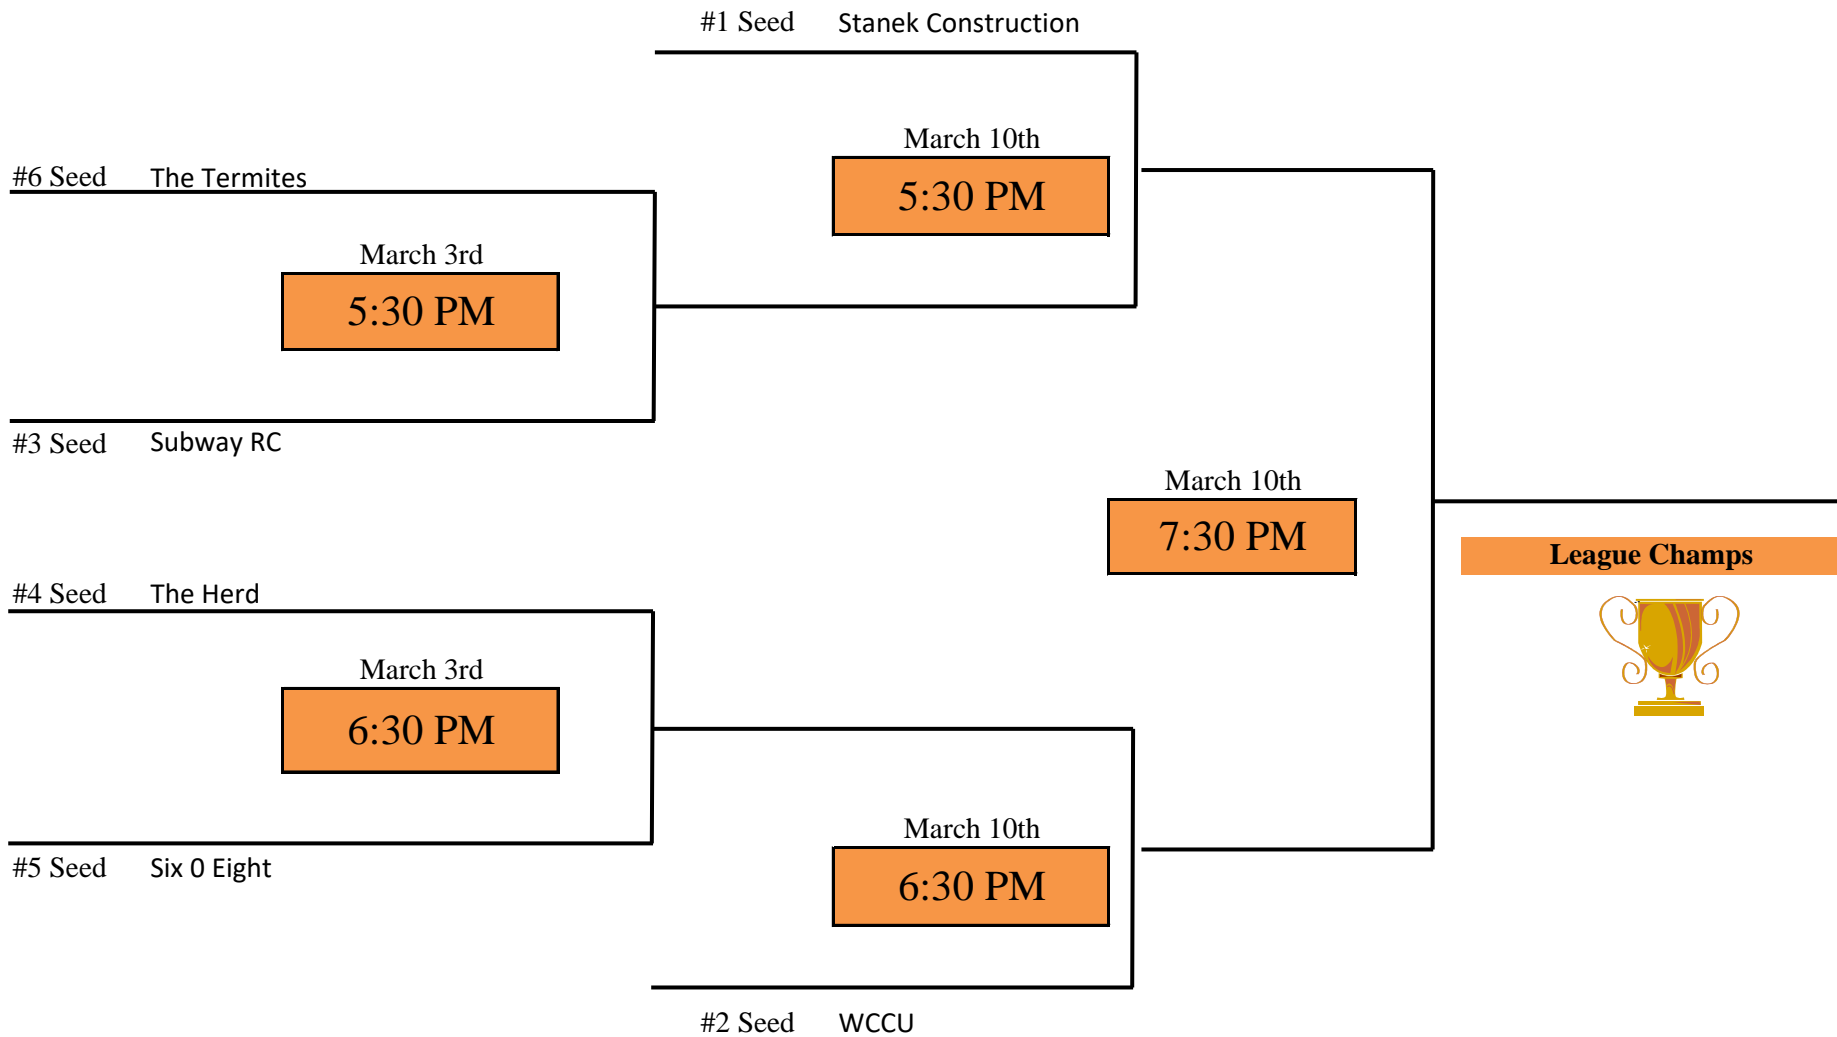 #1 Seed Stanek Construction
March 10th
5:30 PM
#6 Seed The Termites
March 3rd
5:30 PM
#3 Seed Subway RC
March 10th
7:30 PM
League Champs
#4 Seed The Herd
March 3rd
6:30 PM
#5 Seed Six 0 Eight
March 10th
6:30 PM
#2 Seed WCCU